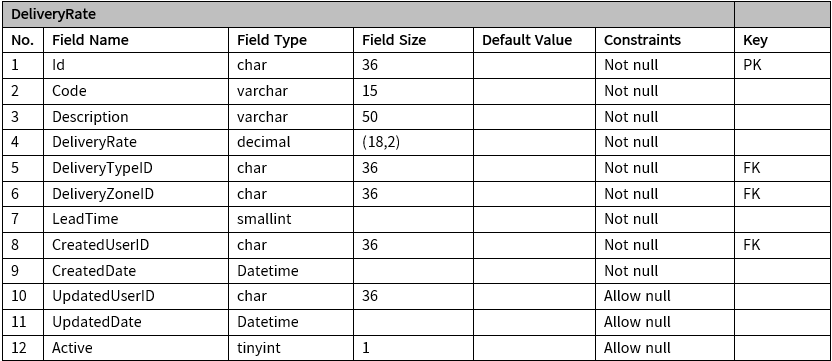 DeliveryRate
No. Field Name Field Type Field Size Default Value Constraints Key
1 Id char 36 Not null PK
2 Code varchar 15 Not null
3 Description varchar 50 Not null
4 DeliveryRate decimal (18,2) Not null
5 DeliveryTypeID char 36 Not null FK
6 DeliveryZoneID char 36 Not null FK
7 LeadTime smallint Not null
8 CreatedUserID char 36 Not null FK
9 CreatedDate Datetime Not null
10 UpdatedUserID char 36 Allow null
11 UpdatedDate Datetime Allow null
12 Active tinyint 1 Allow null